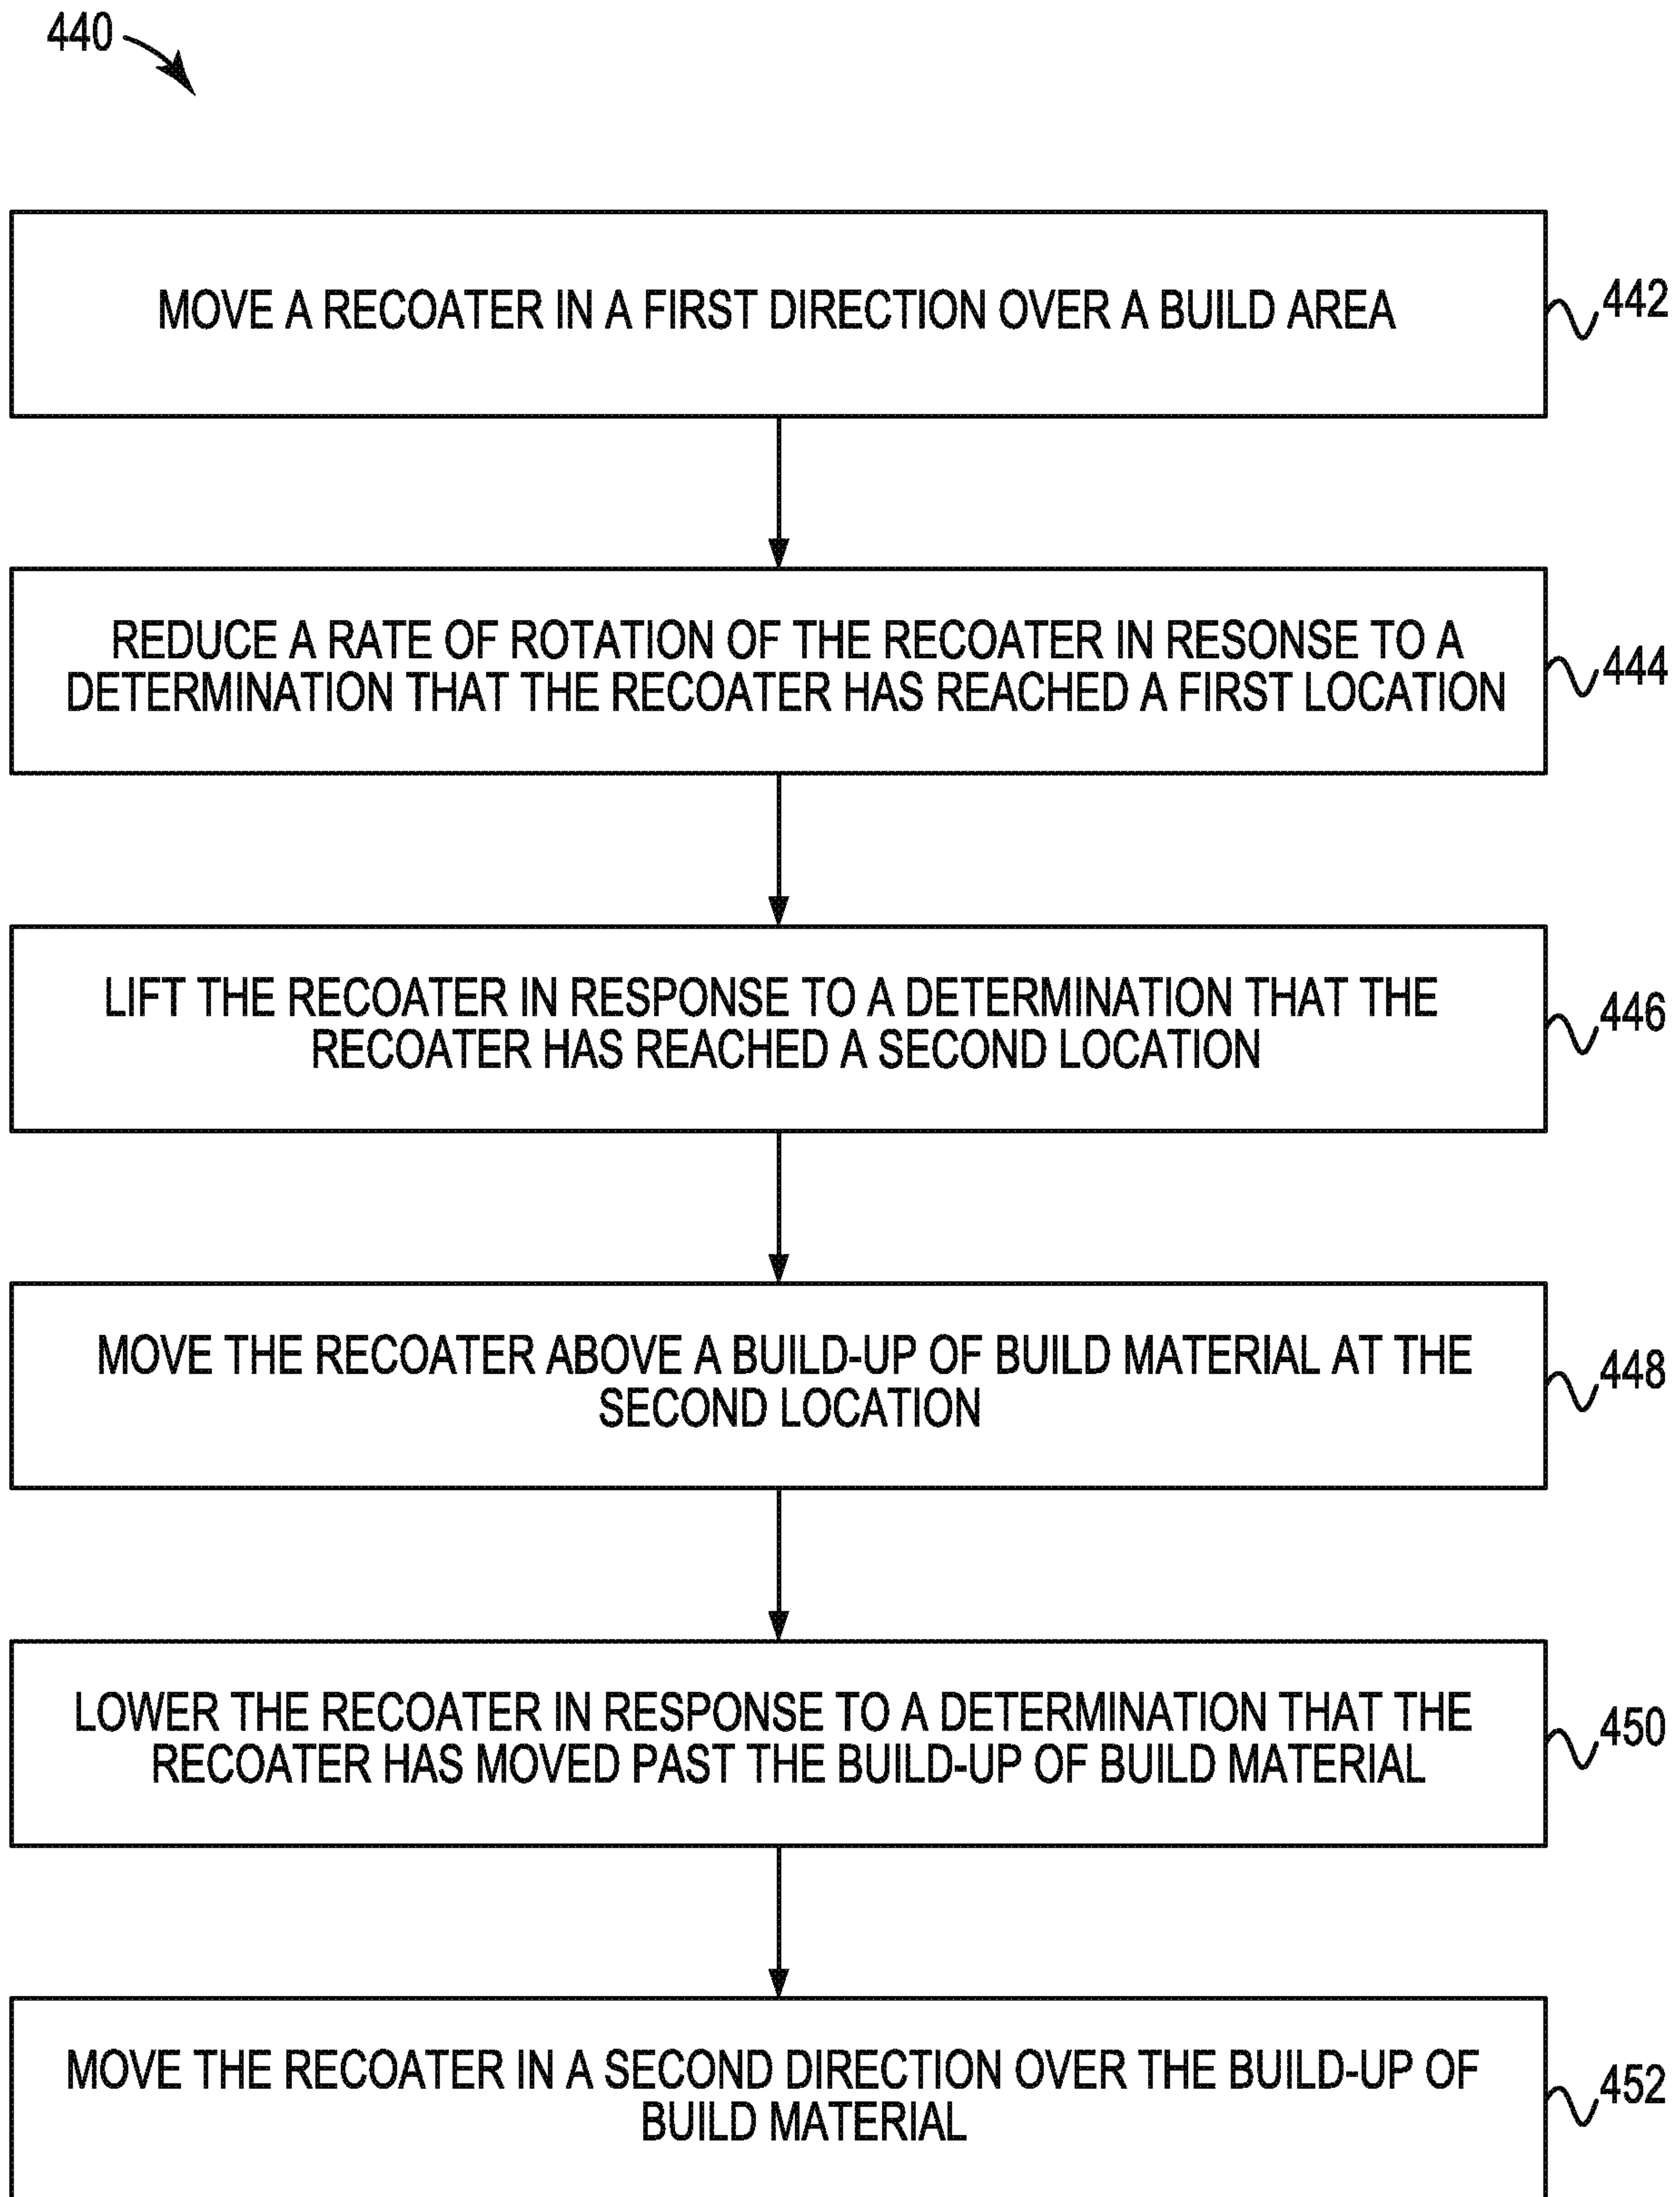 440
MOVE A RECOATER IN A FIRST DIRECTION OVER A BUILD AREA
442
REDUCE A RATE OF ROTATION OF THE RECOATER IN RESONSE TO A
DETERMINATION THAT THE RECOATER HAS REACHED A FIRST LOCATION
444
LIFT THE RECOATER IN RESPONSE TO A DETERMINATION THAT THE
RECOATER HAS REACHED A SECOND LOCATION
446
MOVE THE RECOATER ABOVE A BUILD-UP OF BUILD MATERIAL AT THE
SECOND LOCATION
448
LOWER THE RECOATER IN RESPONSE TO A DETERMINATION THAT THE
RECOATER HAS MOVED PAST THE BUILD-UP OF BUILD MATERIAL
450
MOVE THE RECOATER IN A SECOND DIRECTION OVER THE BUILD-UP OF
BUILD MATERIAL
452